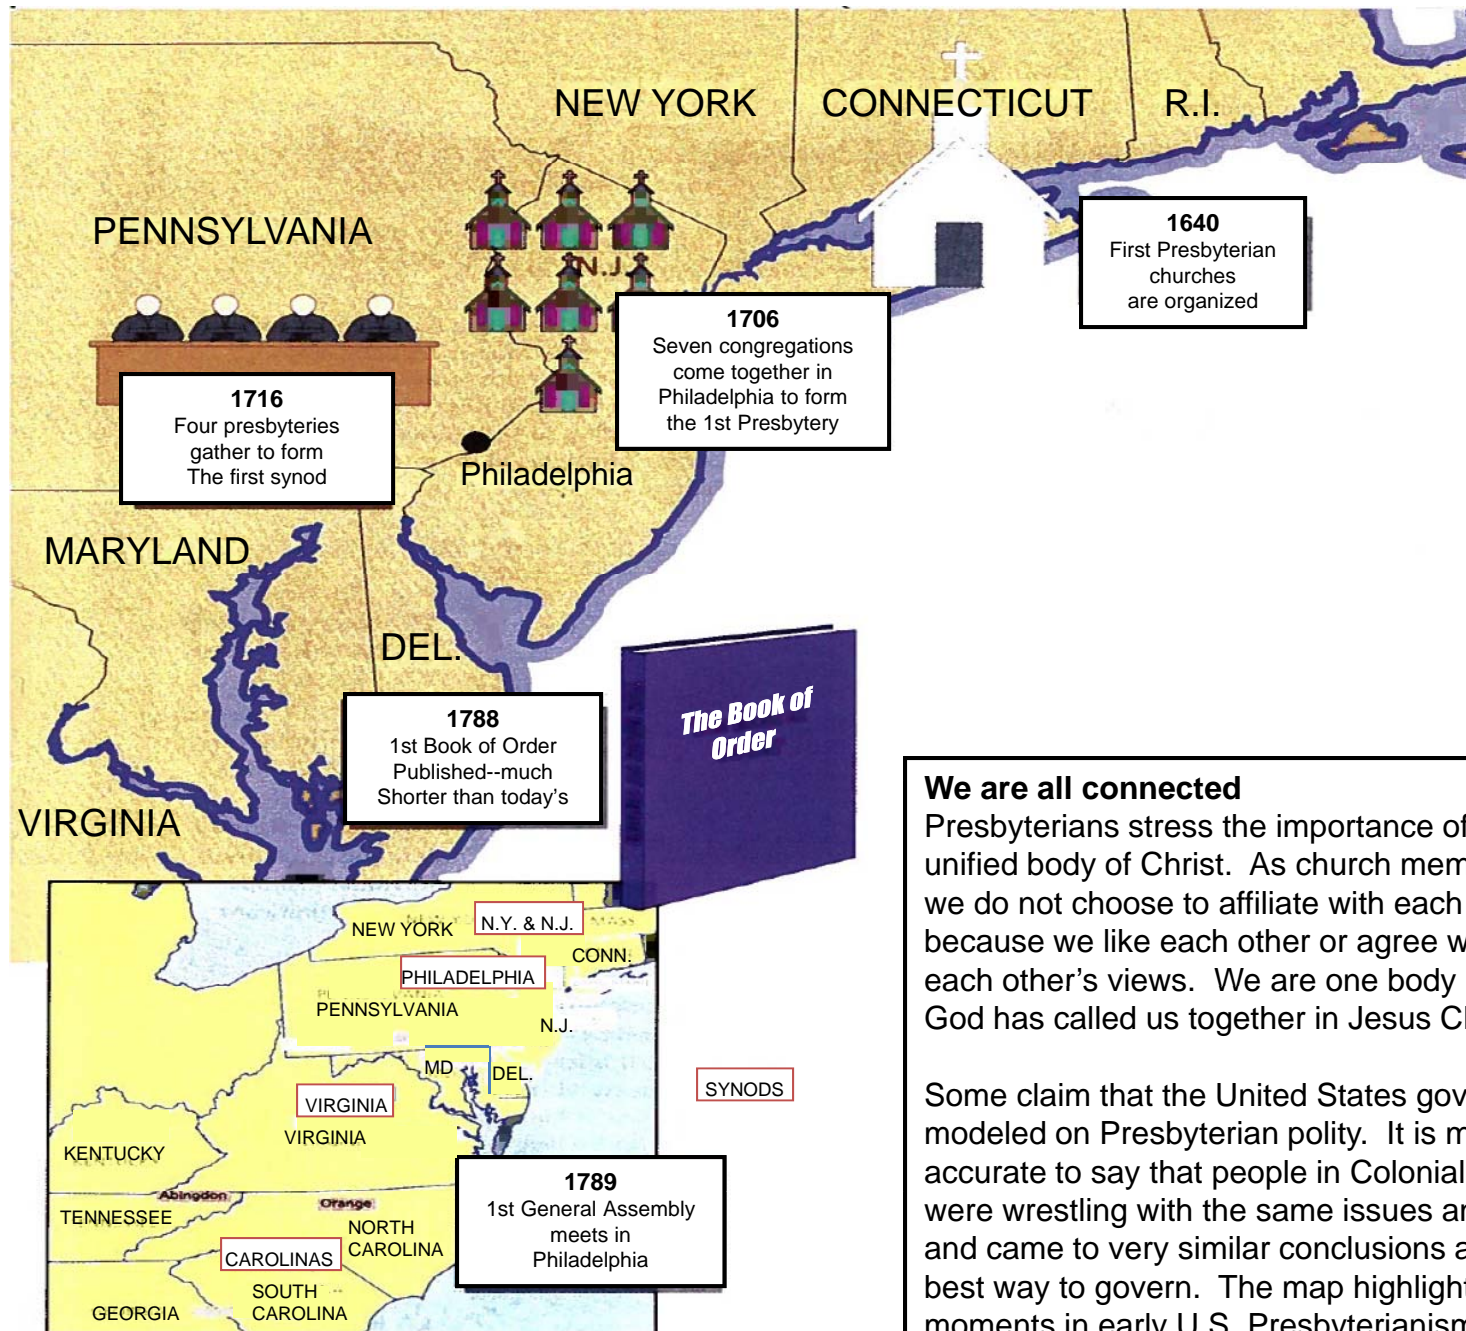 NEW YORK
CONNECTICUT
R.I.
PENNSYLVANIA
N.J.
1640
First Presbyterian
churches
are organized
1706
Seven congregations
come together in
Philadelphia to form
the 1st Presbytery
1716
Four presbyteries
gather to form
The first synod
Philadelphia
MARYLAND
DEL.
VIRGINIA
1788
1st Book of Order
Published--much
Shorter than today's
The Book of
Order
NEW YORK
N.Y. & N.J.
MASS
CONN.
PHILADELPHIA
PENNSYLVANIA
N.J.
MD
DEL.
VIRGINIA
VIRGINIA
KENTUCKY
Abingdon
Orange
TENNESSEE
NORTH
CAROLINA
CAROLINAS
SOUTH
CAROLINA
GEORGIA
SYNODS
1789
1st General Assembly
meets in
Philadelphia
We are all connected
Presbyterians stress the importance of
unified body of Christ.  As church mem
we do not choose to affiliate with each
because we like each other or agree w
each other's views.  We are one body
God has called us together in Jesus C
Some claim that the United States gov
modeled on Presbyterian polity.  It is m
accurate to say that people in Colonial
were wrestling with the same issues a
and came to very similar conclusions a
best way to govern.  The map highlight
moments in early U.S. Presbyterianism